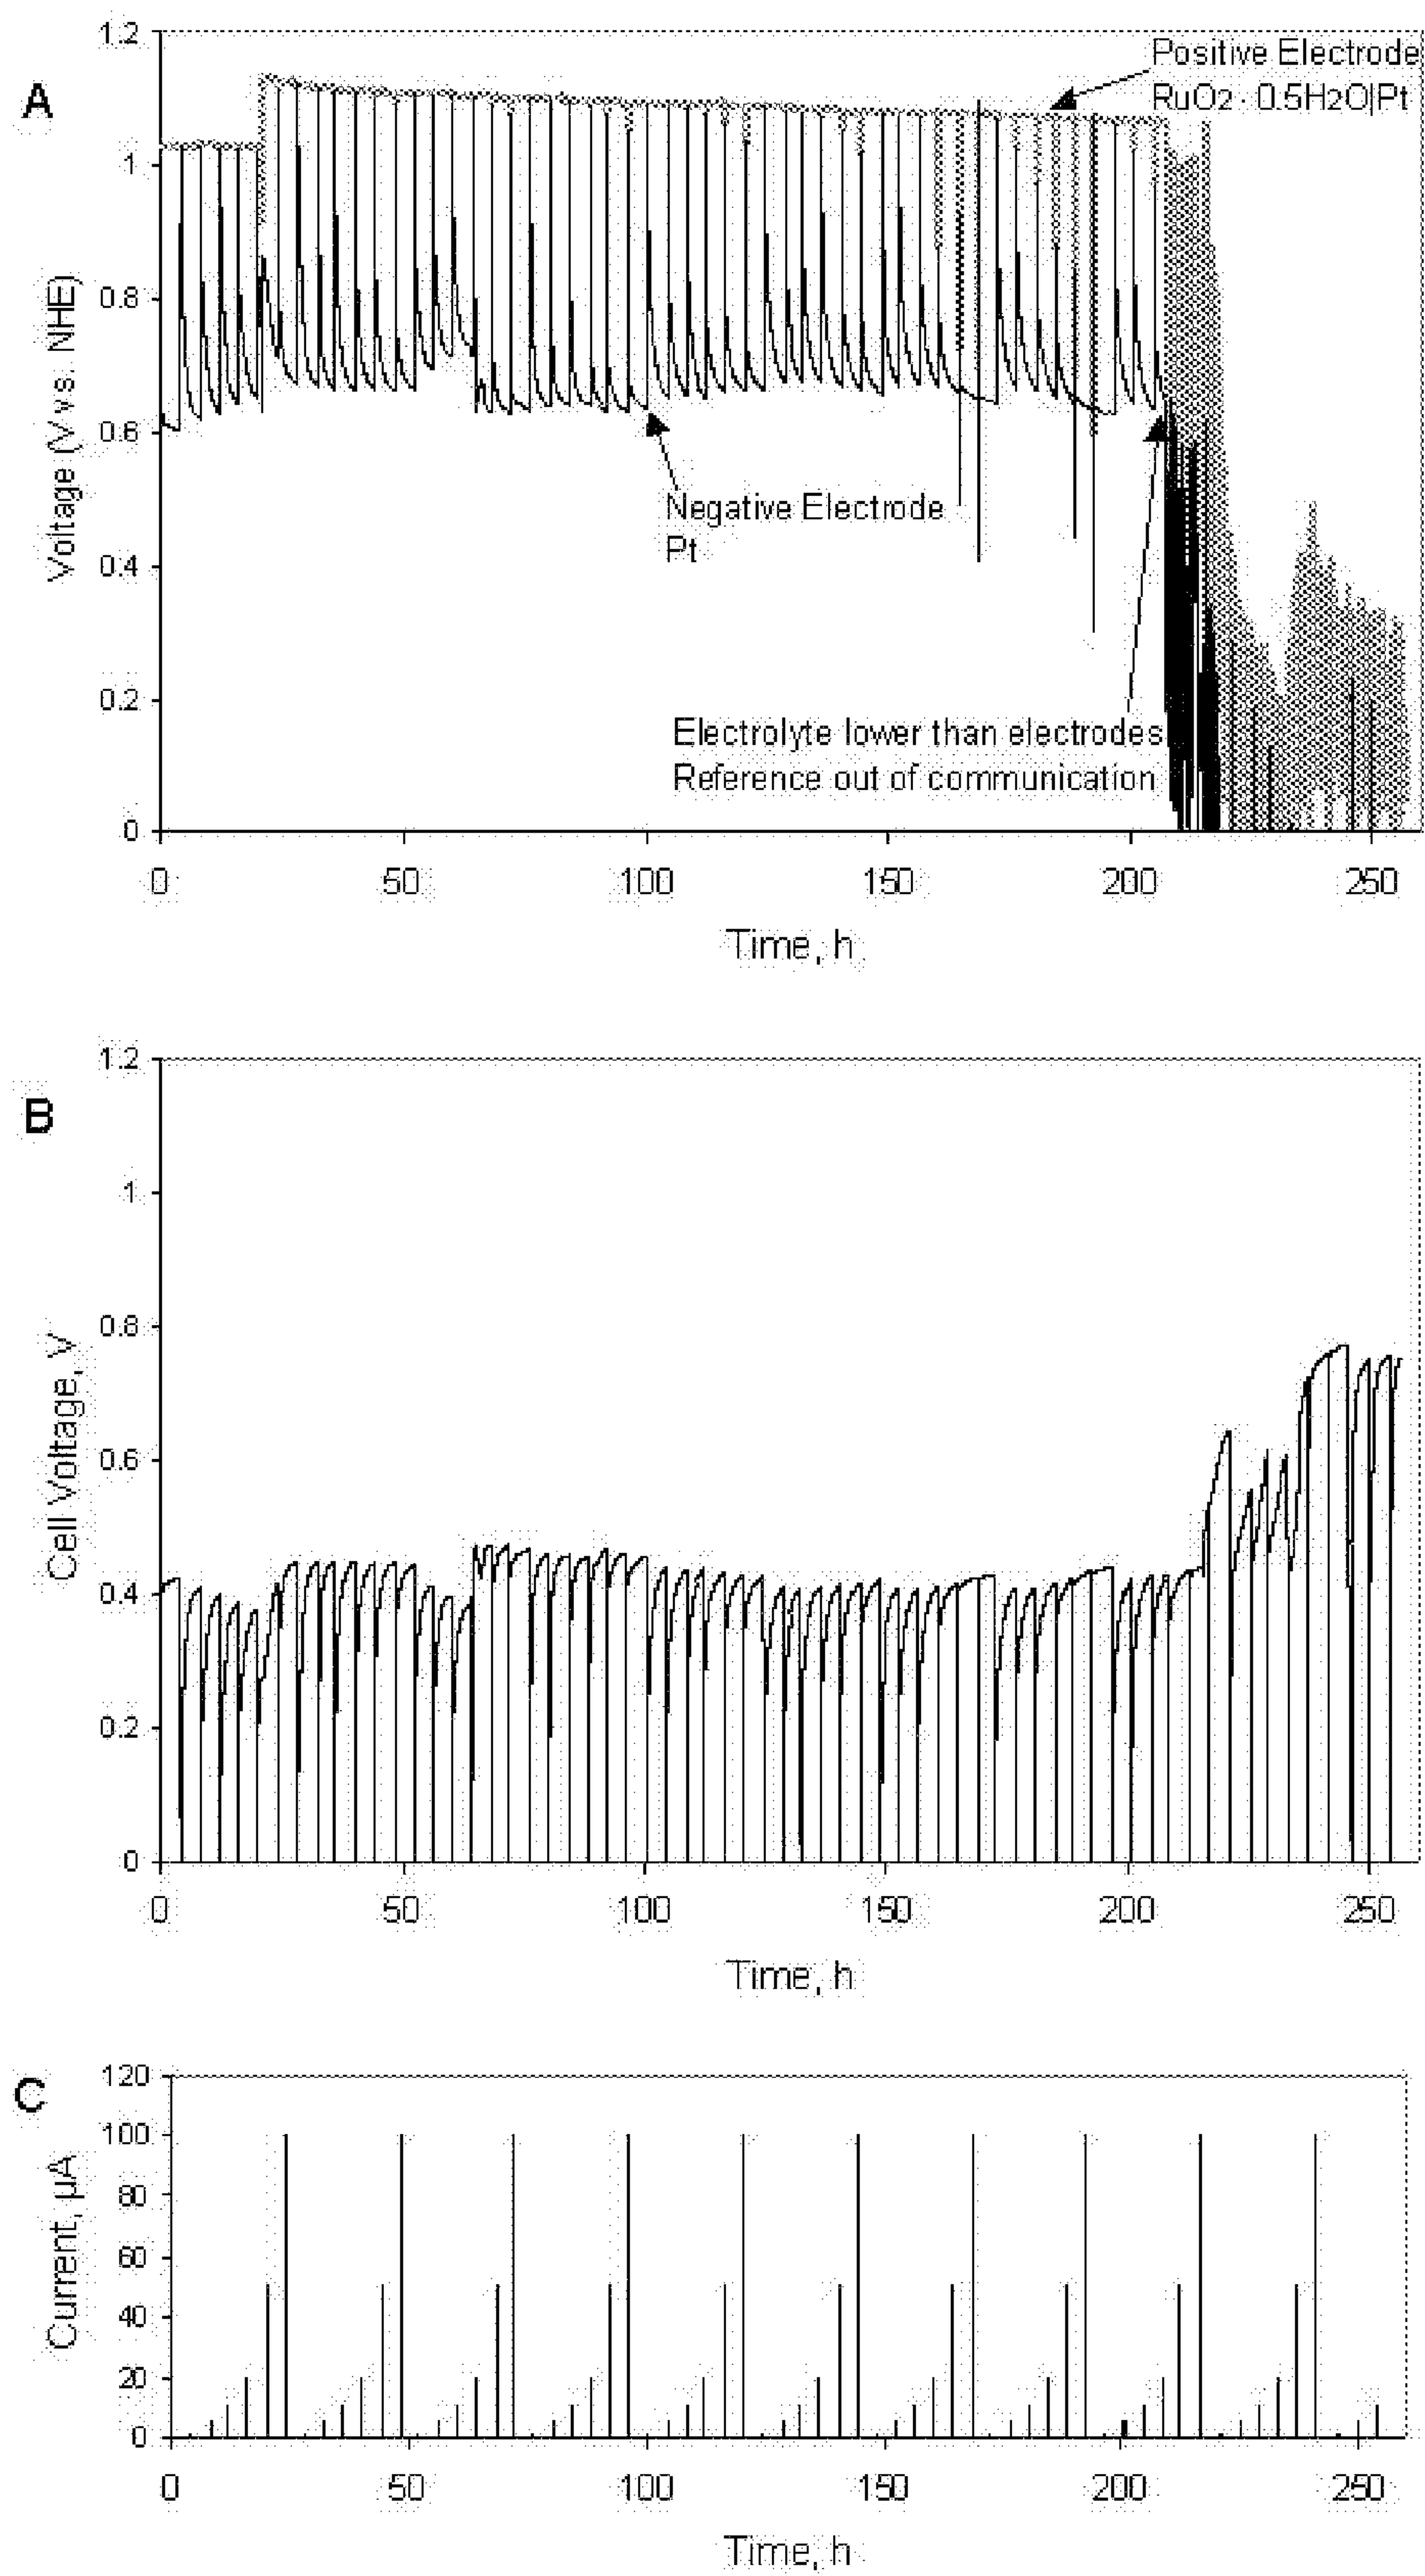 A
1.2
1
0.8
0.6
0.4
0.2
0
Voltage (V vs. NHE)
Positive Electrode
RuO2 · 0.5H2O|Pt
Negative Electrode
Pt
Electrolyte lower than electrodes
Reference out of communication
0 50 100 150 200 250
Time, h
B
1.2
1
0.8
0.6
0.4
0.2
0
Cell Voltage, V
0 50 100 150 200 250
Time, h
C
120
100
80
60
40
20
0
Current, µA
0 50 100 150 200 250
Time, h